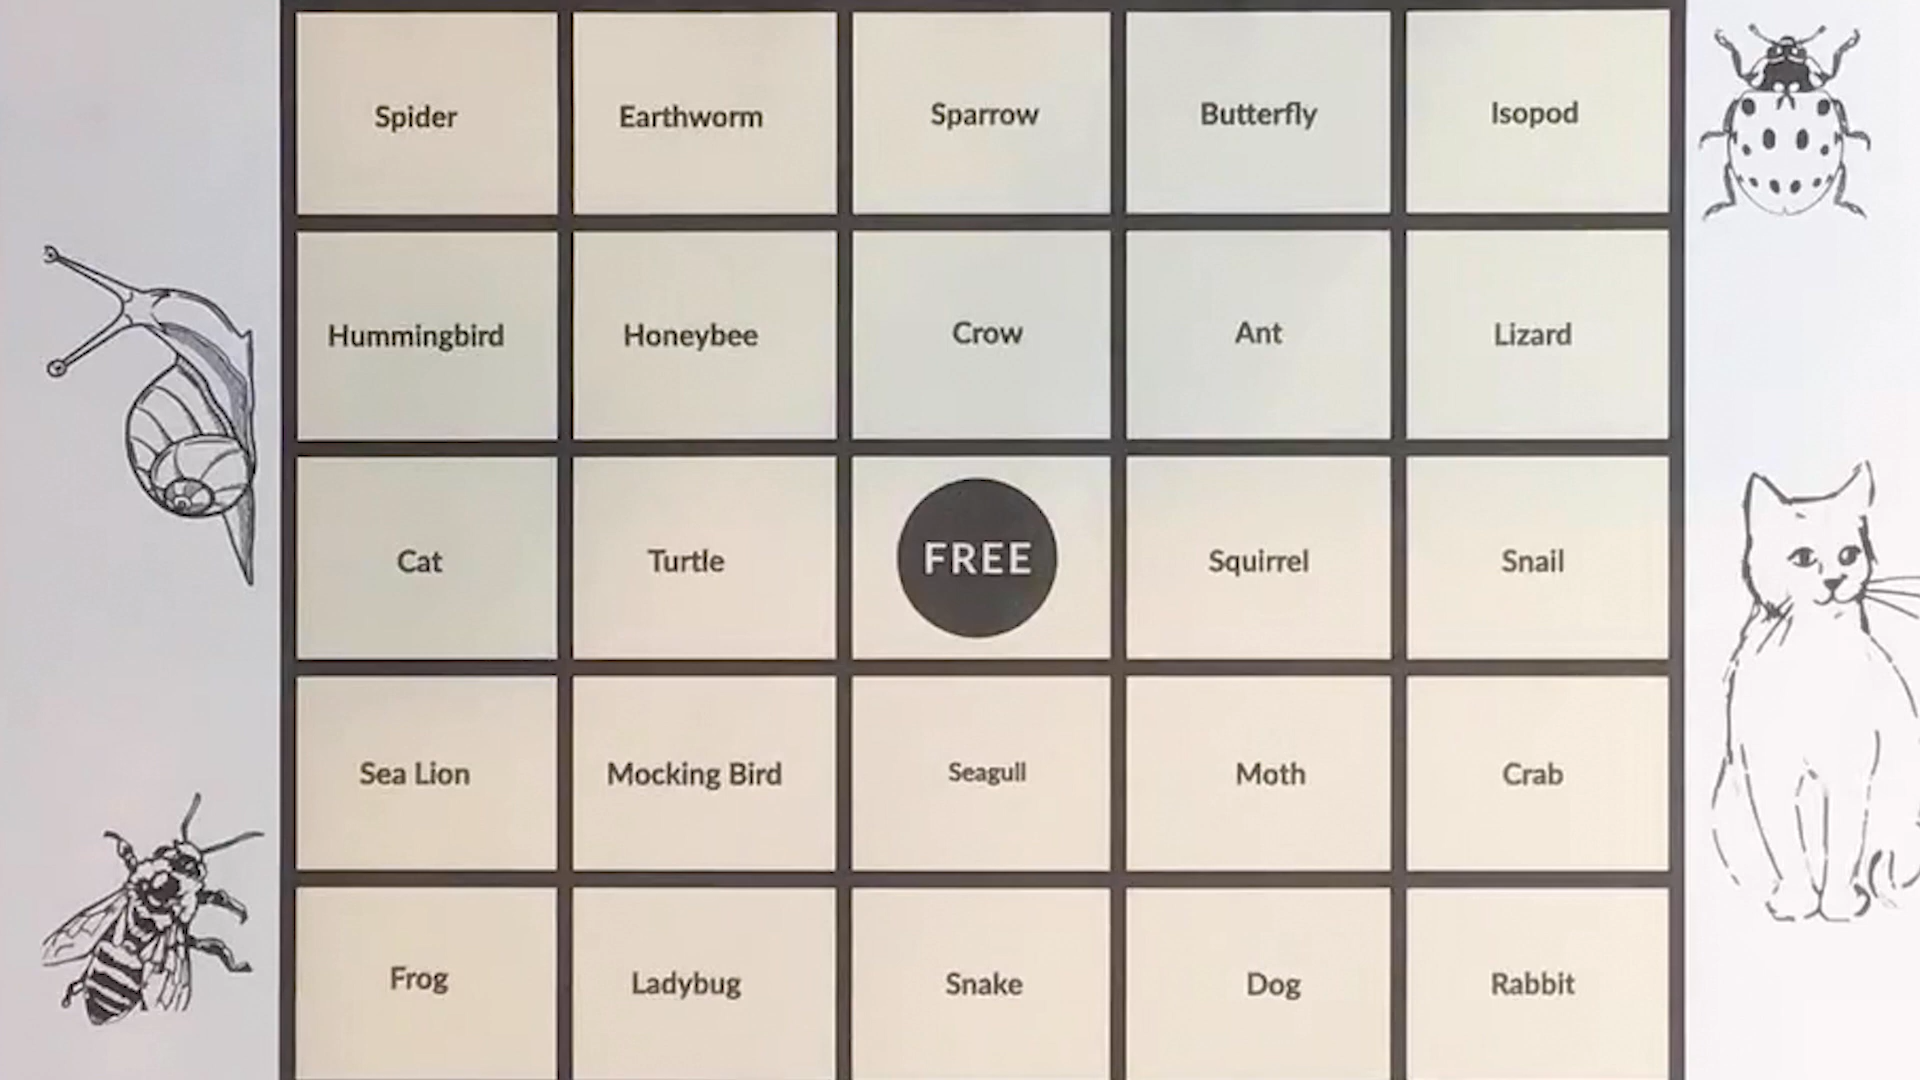 Spider
Earthworm
Sparrow
Butterfly
Isopod
Hummingbird
Honeybee
Crow
Ant
Lizard
Cat
Turtle
FREE
Squirrel
Snail
Sea Lion
Mocking Bird
Seagull
Moth
Crab
Frog
Ladybug
Snake
Dog
Rabbit